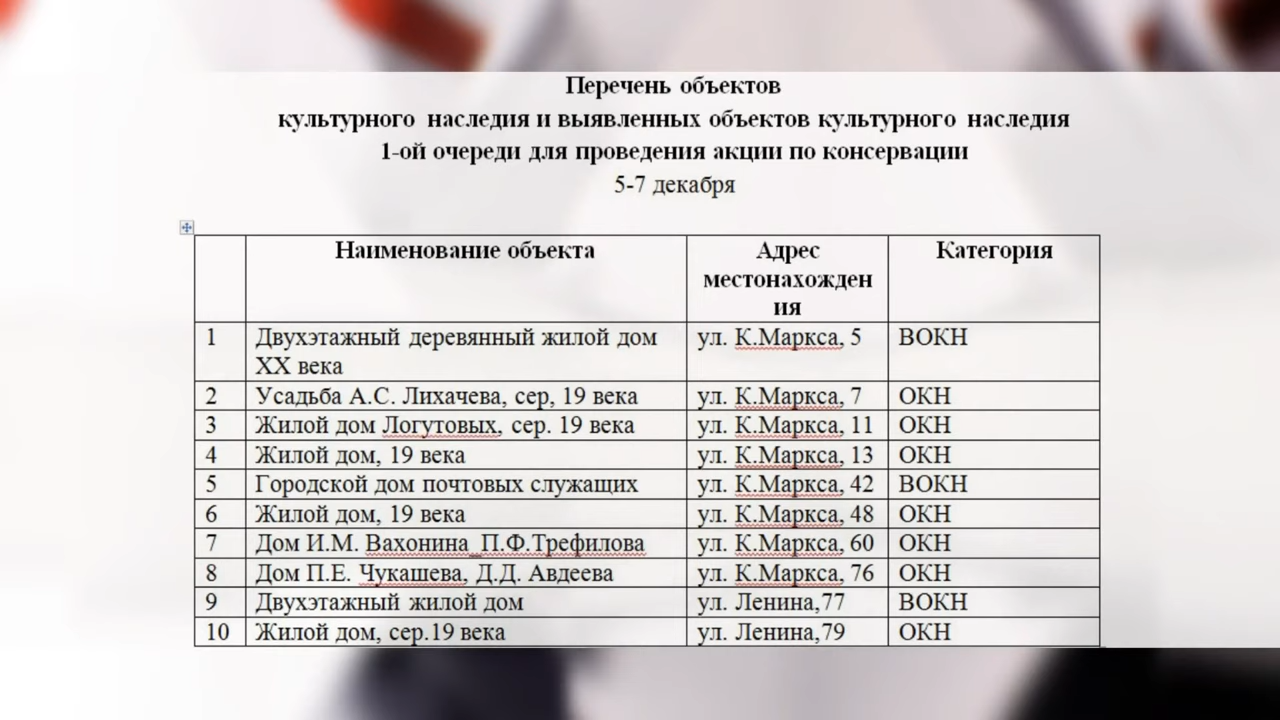 Перечень объектов
культурного наследия и выявленных объектов культурного наследия
1-ой очереди для проведения акции по консервации
5-7 декабря
Наименование объекта Адрес местонахожден ия Категория
1 Двухэтажный деревянный жилой дом ул. К.Маркса, 5 ВОКН
XX века
2 Усадьба А.С. Лихачева, сер, 19 века ул. К.Маркса, 7 ОКН
3 Жилой дом Логутовых, сер. 19 века ул. К.Маркса, 11 ОКН
4 Жилой дом, 19 века ул. К.Маркса, 13 ОКН
5 Городской дом почтовых служащих ул. К.Маркса, 42 ВОКН
6 Жилой дом, 19 века ул. К.Маркса, 48 ОКН
7 Дом И.М. Вахонина_П.Ф.Трефилова ул. К.Маркса, 60 ОКН
8 Дом П.Е. Чукашева, Д.Д. Авдеева ул. К.Маркса, 76 ОКН
9 Двухэтажный жилой дом ул. Ленина,77 ВОКН
10 Жилой дом, сер.19 века ул. Ленина,79 ОКН